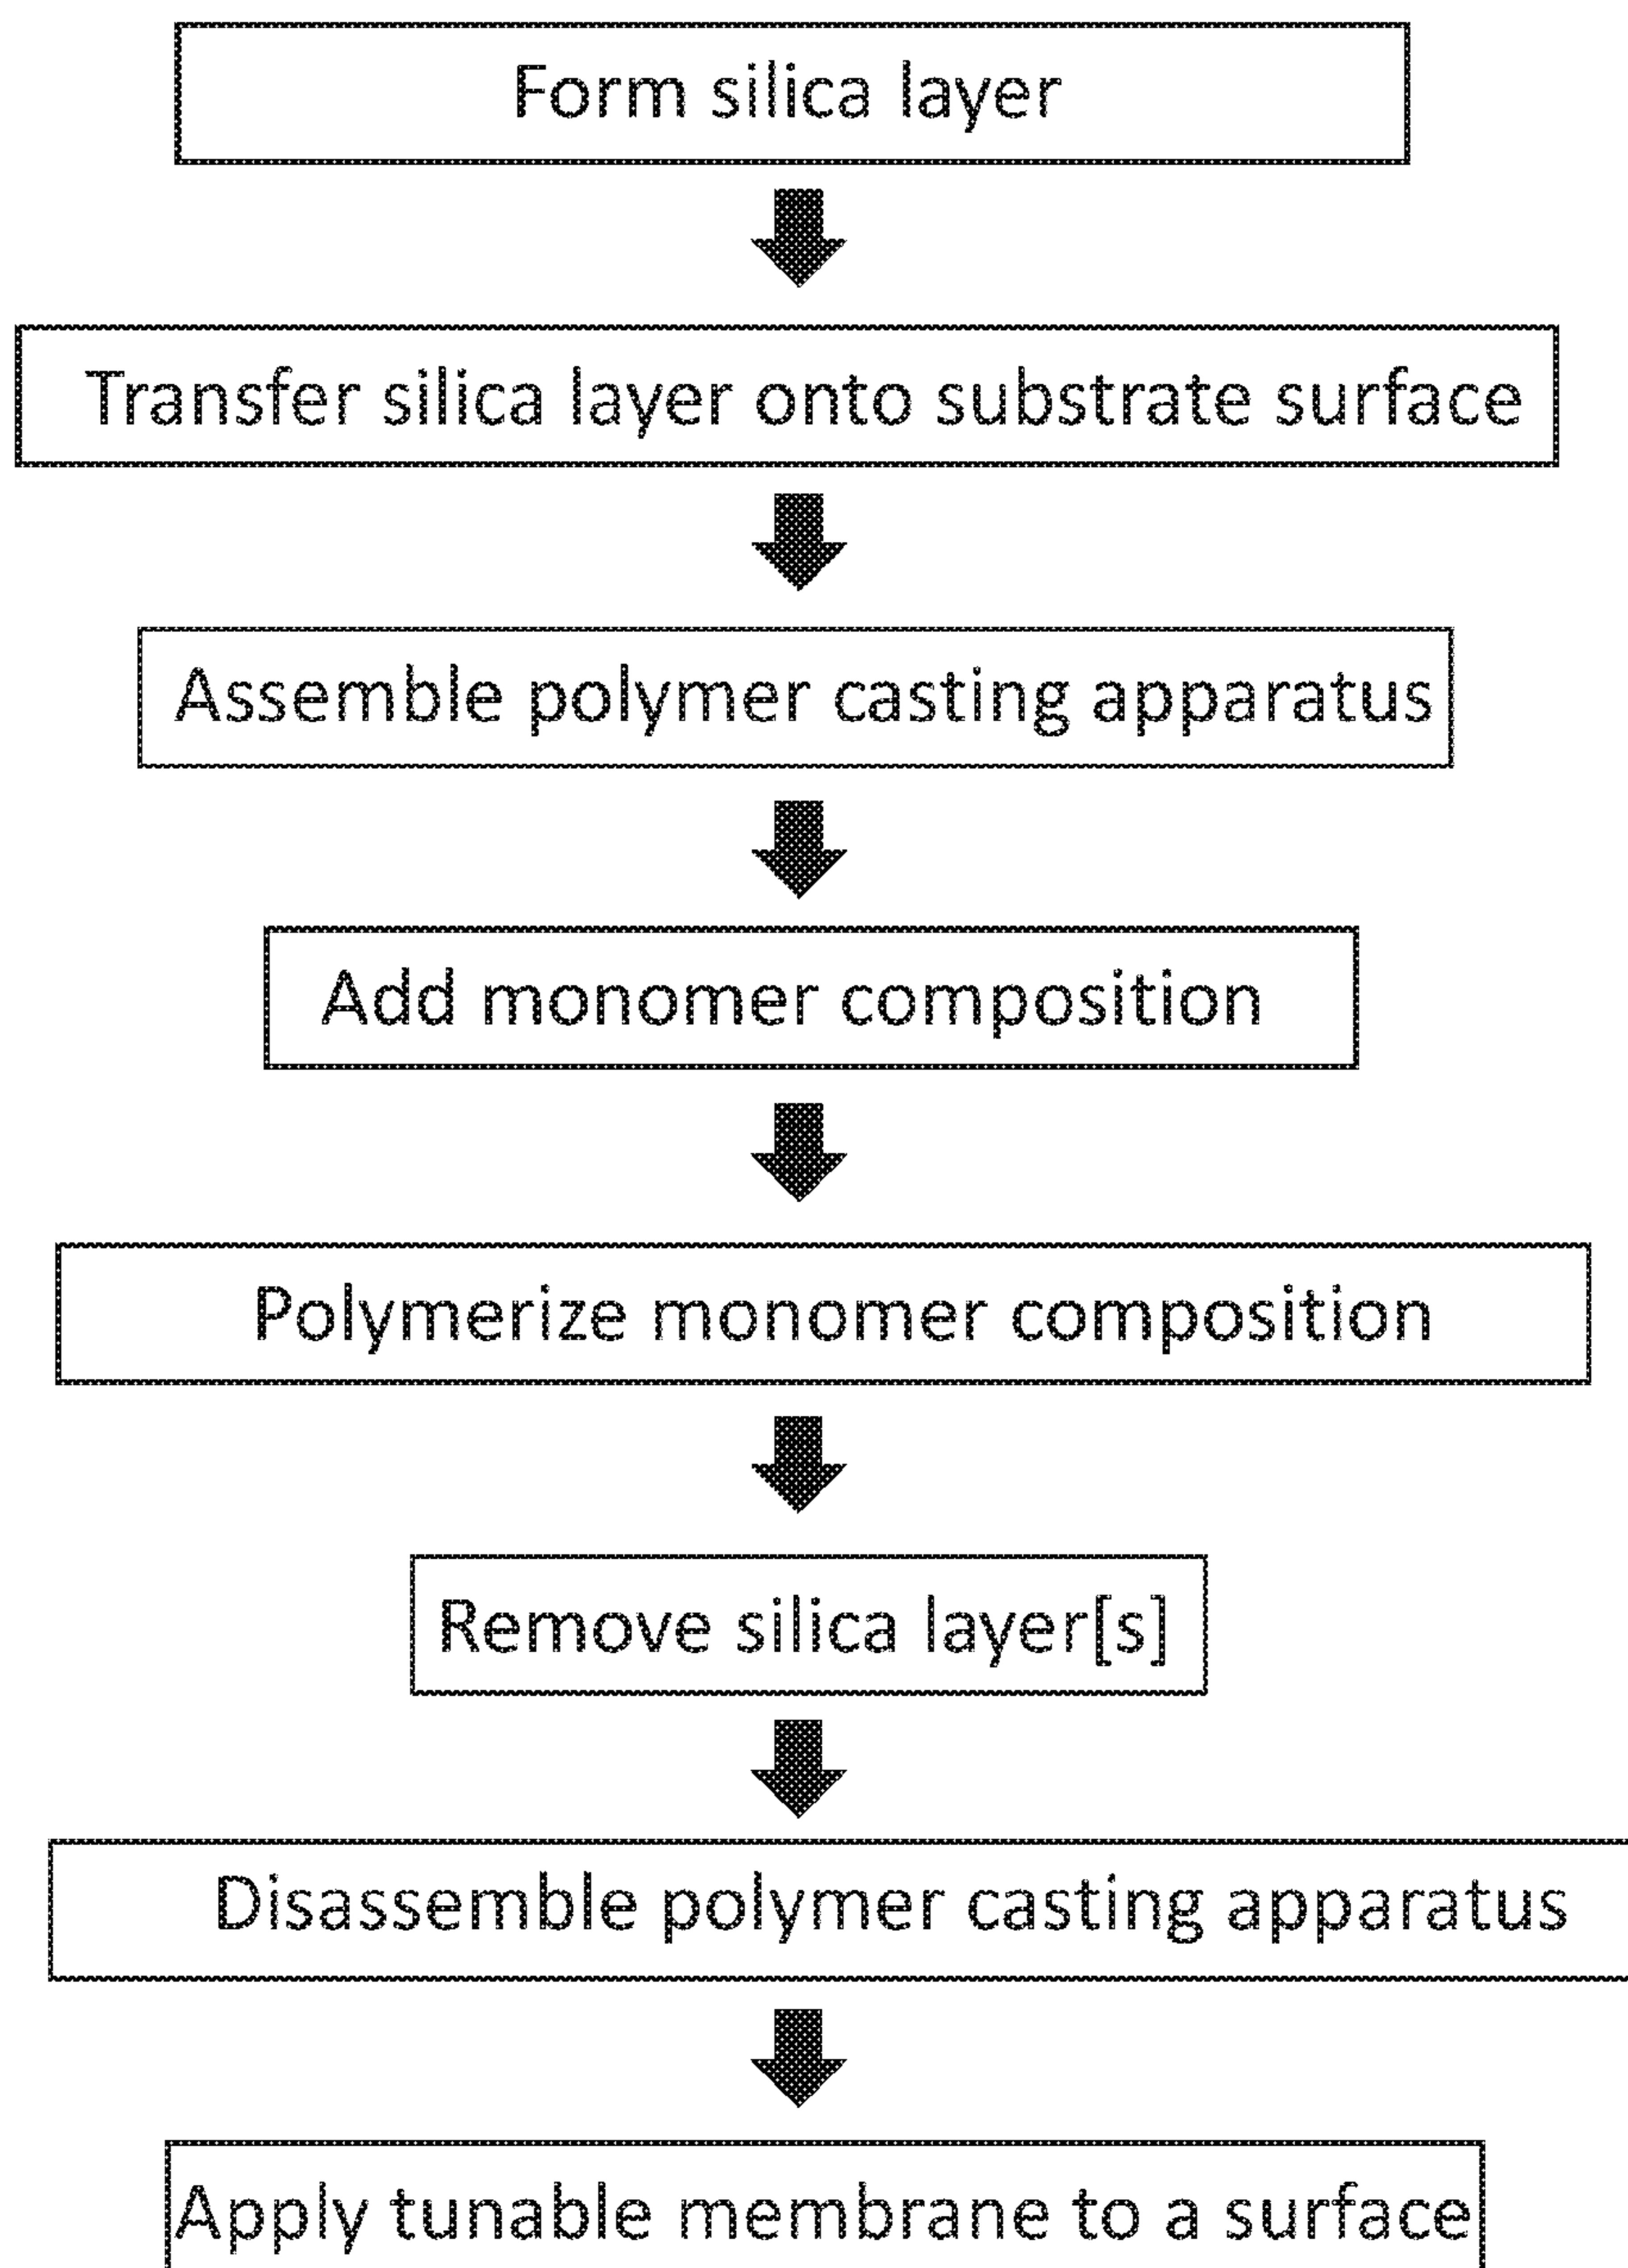 Form silica layer
Transfer silica layer onto substrate surface
Assemble polymer casting apparatus
Add monomer composition
Polymerize monomer composition
Remove silica layer[s]
Disassemble polymer casting apparatus
Apply tunable membrane to a surface